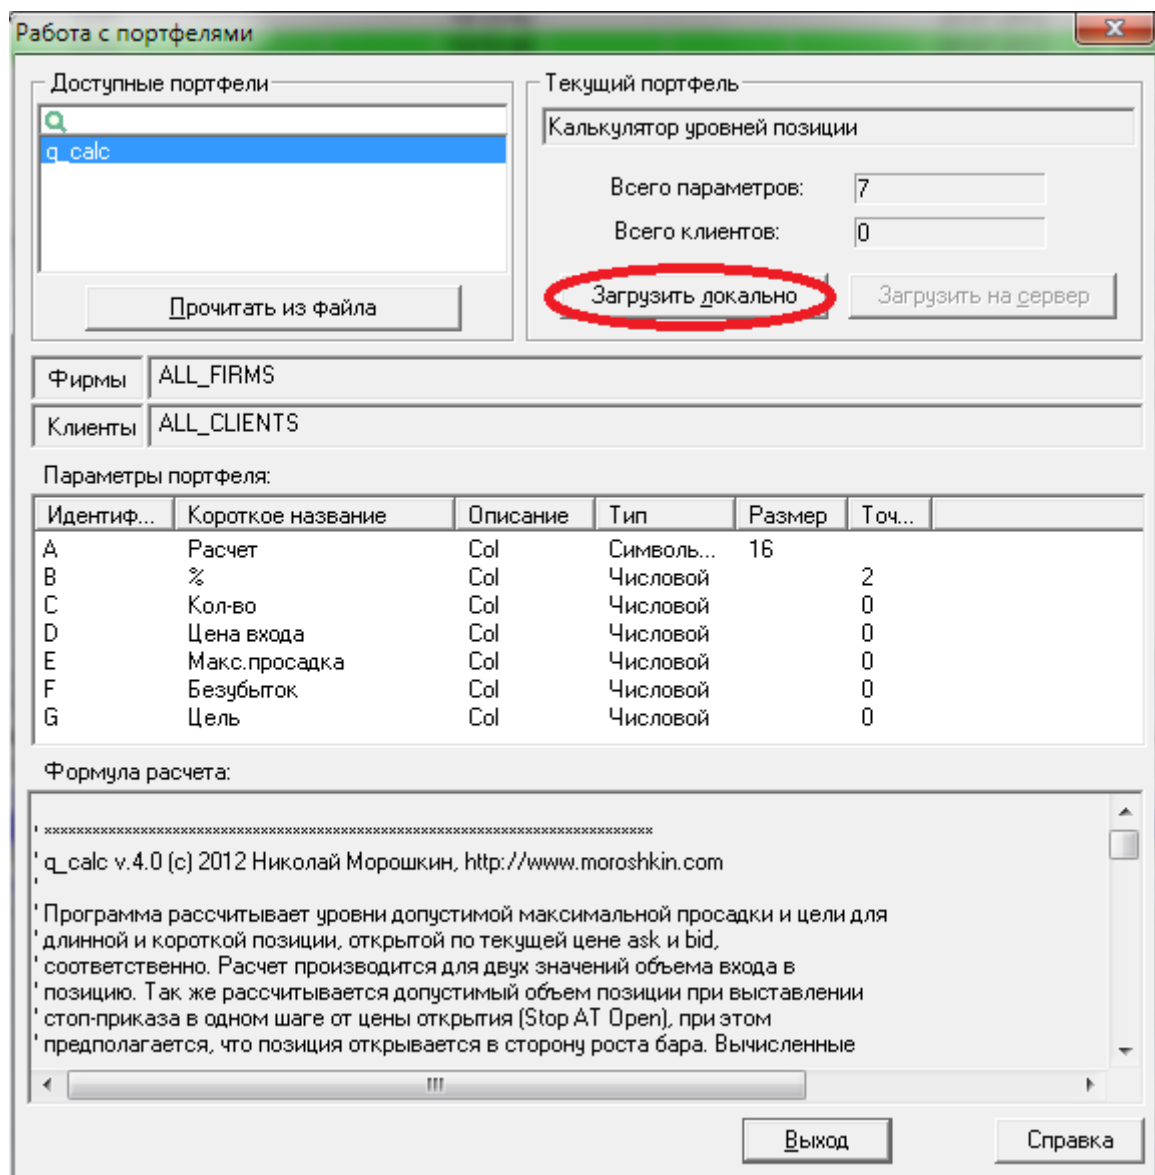 Работа с портфелями
Доступные портфели
q_calc
Прочитать из файла
Текущий портфель
Калькулятор уровней позиции
Всего параметров: 7
Всего клиентов: 0
Загрузить локально
Загрузить на сервер
Фирмы ALL_FIRMS
Клиенты ALL_CLIENTS
Параметры портфеля:
Идентиф... Короткое название Описание Тип Размер Точ...
A Расчет Col Символь... 16
B % Col Числовой 2
C Кол-во Col Числовой 0
D Цена входа Col Числовой 0
E Макс.просадка Col Числовой 0
F Безубыток Col Числовой 0
G Цель Col Числовой 0
Формула расчета:
' ****************************************************************************
' q_calc v.4.0 (c) 2012 Николай Морошкин, http://www.moroshkin.com
'
' Программа рассчитывает уровни допустимой максимальной просадки и цели для
' длинной и короткой позиции, открытой по текущей цене ask и bid,
' соответственно. Расчет производится для двух значений объема входа в
' позицию. Так же рассчитывается допустимый объем позиции при выставлении
' стоп-приказа в одном шаге от цены открытия (Stop AT Open), при этом
' предполагается, что позиция открывается в сторону роста бара. Вычисленные
Выход
Справка